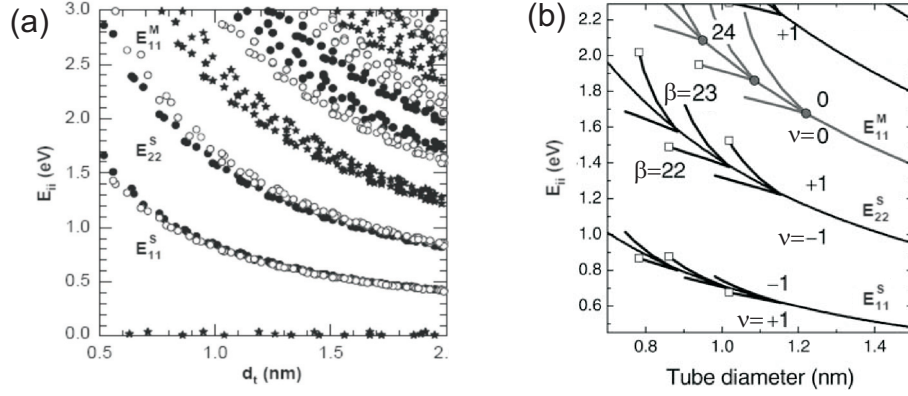 (a)
3.0
2.5
2.0
1.5
1.0
0.5
0.0
E_ii (eV)
E^M_11
E^S_22
E^S_11
0.5
1.0
1.5
2.
d_t (nm)
(b)
2.2
2.0
1.8
1.6
1.4
1.2
1.0
0.8
0.6
E_ii (eV)
24
+1
β=23
0
ν=0
E^M_11
β=22
+1
E^S_22
ν=−1
−1
E^S_11
ν=+1
0.8
1.0
1.2
1.4
Tube diameter (nm)